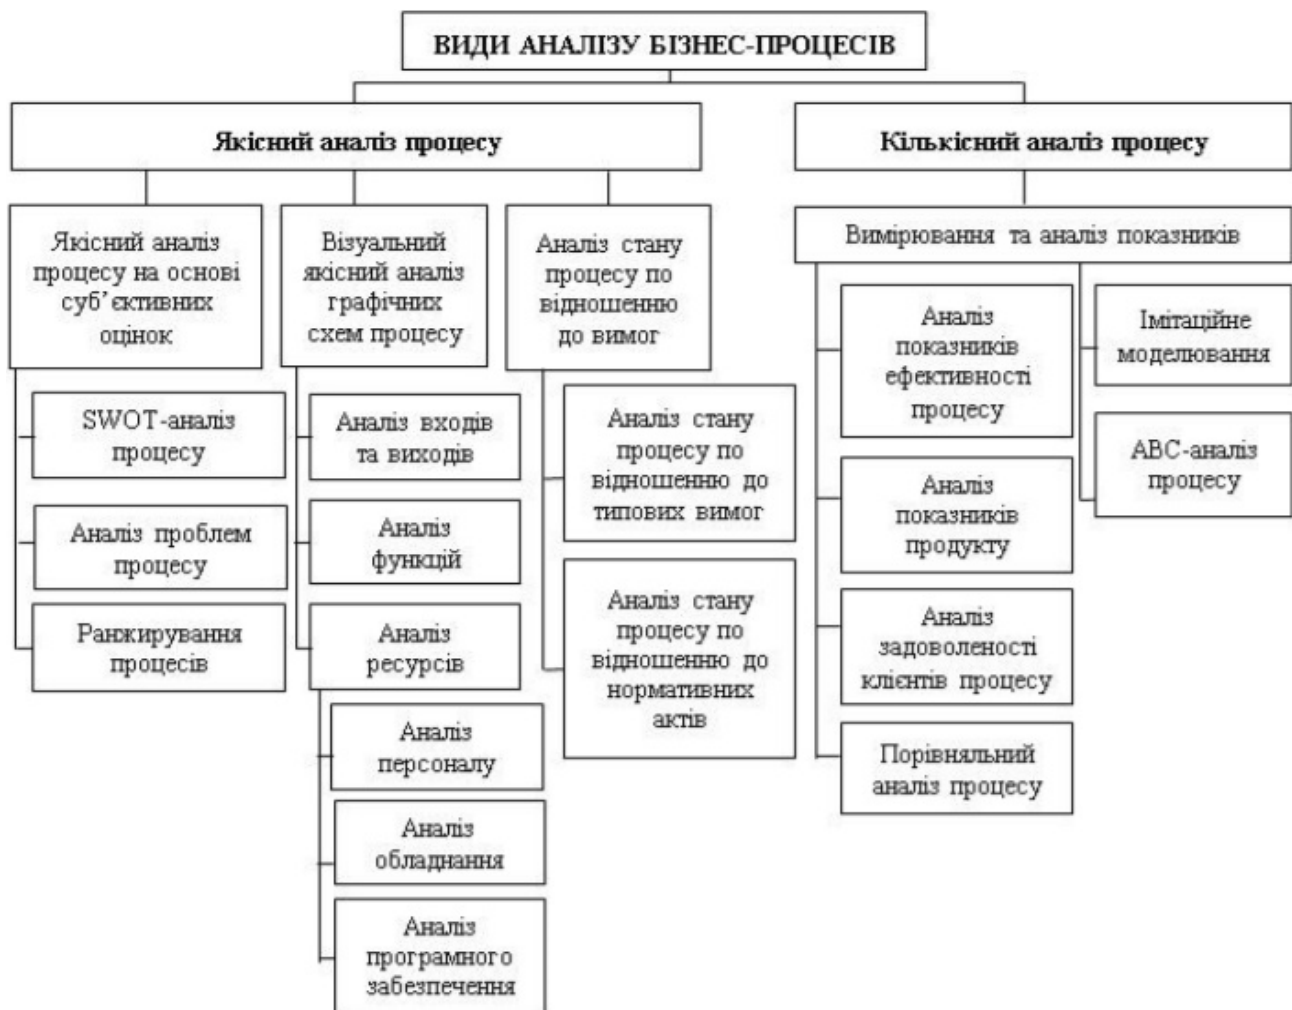 ВИДИ АНАЛІЗУ БІЗНЕС-ПРОЦЕСІВ
Якісний аналіз процесу
Кількісний аналіз процесу
Якісний аналіз
процесу на основі
суб’єктивних
оцінок
SWOT-аналіз
процесу
Аналіз проблем
процесу
Ранжирування
процесів
Візуальний
якісний аналіз
графічних
схем процесу
Аналіз входів
та виходів
Аналіз
функцій
Аналіз
ресурсів
Аналіз
персоналу
Аналіз
обладнання
Аналіз
програмного
забезпечення
Аналіз стану
процесу по
відношенню
до вимог
Аналіз стану
процесу по
відношенню до
типових вимог
Аналіз стану
процесу по
відношенню до
нормативних
актів
Вимірювання та аналіз показників
Аналіз
показників
ефективності
процесу
Аналіз
показників
продукту
Аналіз
задоволеності
клієнтів процесу
Порівняльний
аналіз процесу
Імітаційне
моделювання
АВС-аналіз
процесу